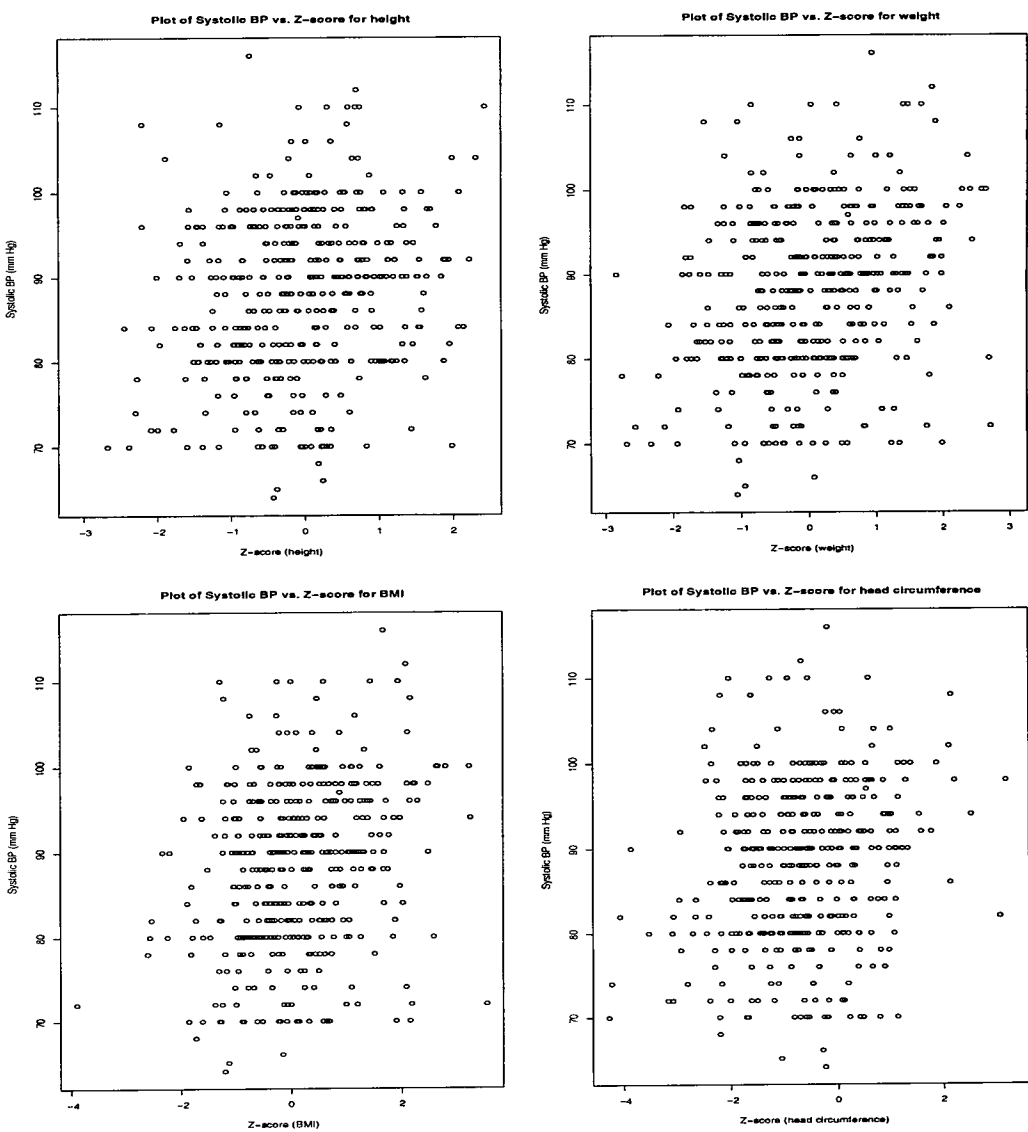 Plot of Systolic BP vs. Z-score for height
Systolic BP (mm Hg)
110
100
90
80
70
-3 -2 -1 0 1 2
Z-score (height)
Plot of Systolic BP vs. Z-score for weight
Systolic BP (mm Hg)
110
100
90
80
70
-3 -2 -1 0 1 2 3
Z-score (weight)
Plot of Systolic BP vs. Z-score for BMI
Systolic BP (mm Hg)
110
100
90
80
70
-4 -2 0 2
Z-score (BMI)
Plot of Systolic BP vs. Z-score for head circumference
Systolic BP (mm Hg)
110
100
90
80
70
-4 -2 0 2
Z-score (head circumference)